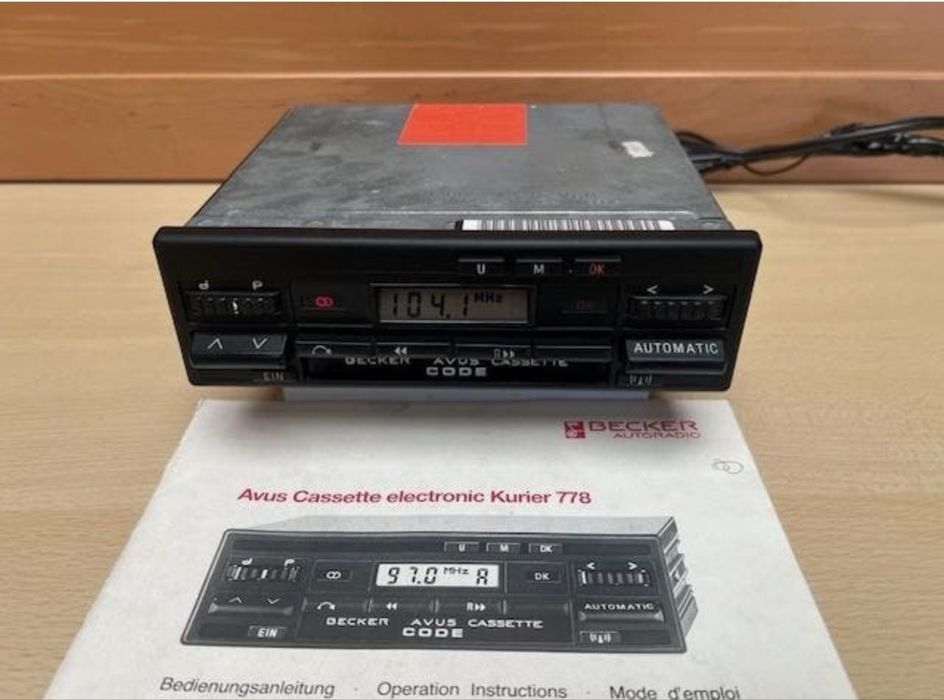 U M DK
d P
< >
104.1 MHz
DK
AUTOMATIC
R
BECKER AVUS CASSETTE
CODE
EIN
BECKER
AUTORADIO
Avus Cassette electronic Kurier 778
U M DK
d P
97.0 MHz A
DK
< >
R
AUTOMATIC
BECKER AVUS CASSETTE
CODE
EIN
Bedienungsanleitung · Operation Instructions · Mode d'emploi